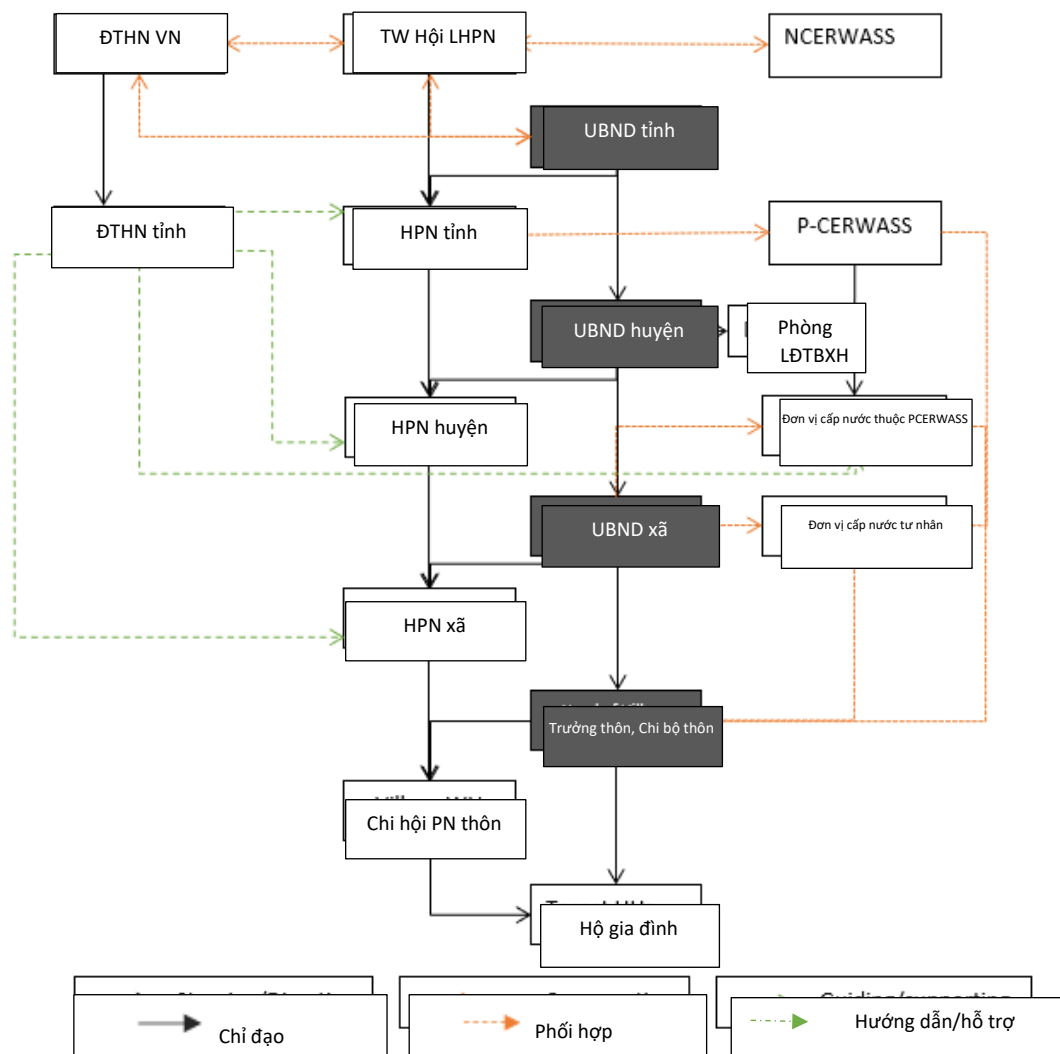 ĐTHN VN
TW Hội LHPN
NCERWASS
UBND tỉnh
ĐTHN tỉnh
HPN tỉnh
P-CERWASS
UBND huyện
Phòng
LĐTBXH
HPN huyện
Đơn vị cấp nước thuộc PCERWASS
UBND xã
Đơn vị cấp nước tư nhân
HPN xã
Trưởng thôn, Chi bộ thôn
Chi hội PN thôn
Hộ gia đình
Guiding/supporting
Chỉ đạo
Phối hợp
Hướng dẫn/hỗ trợ